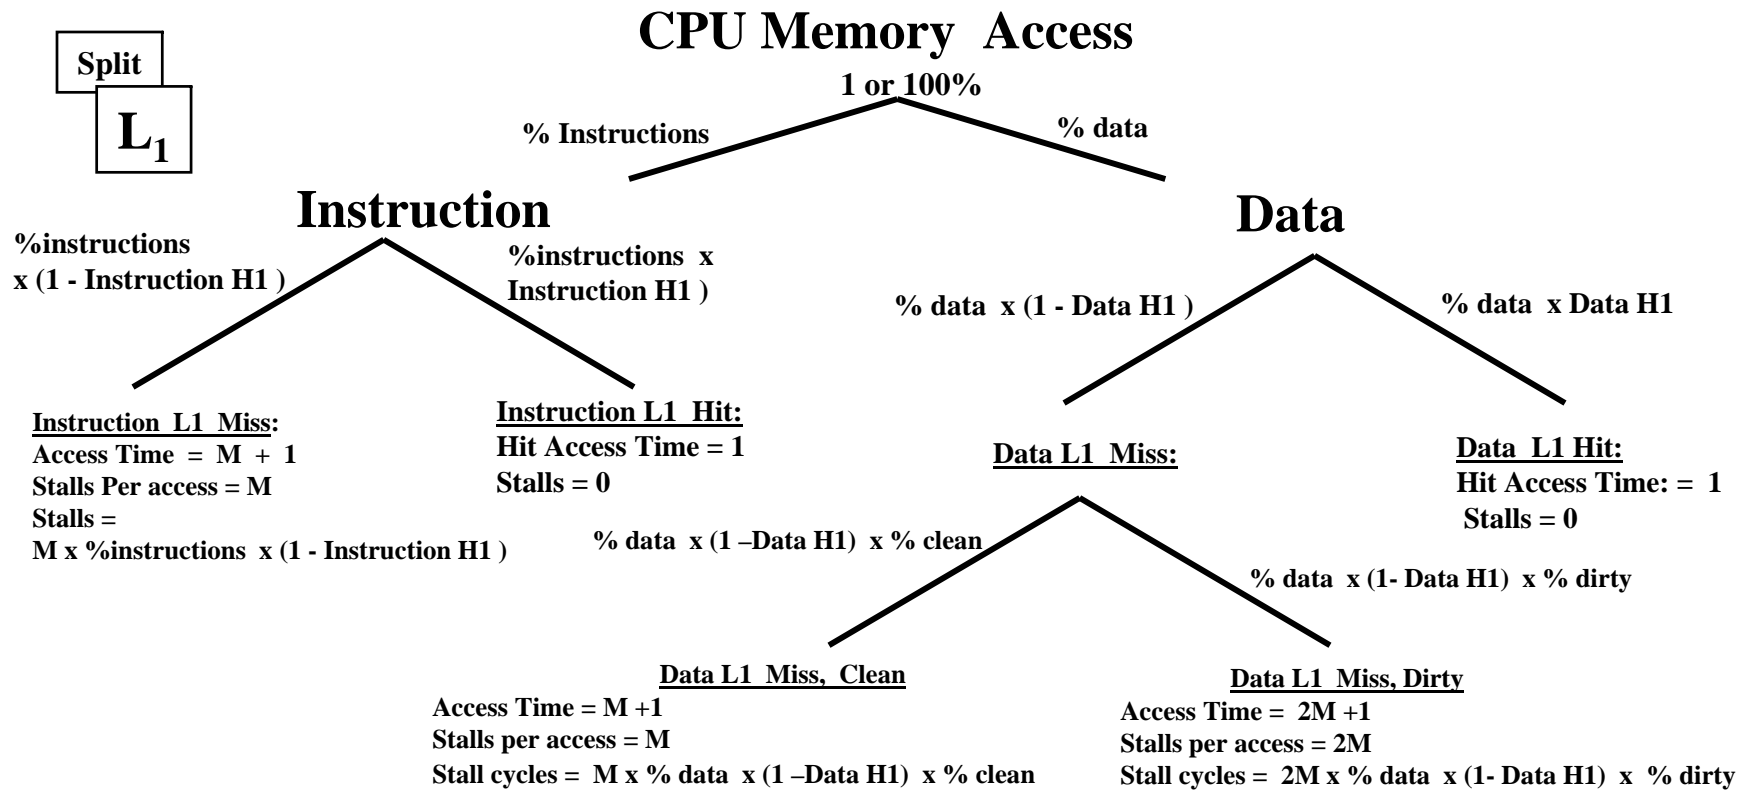 CPU Memory Access
Split
L1
1 or 100%
% Instructions
% data
Instruction
Data
%instructions
x (1 - Instruction H1 )
%instructions x
Instruction H1 )
% data x (1 - Data H1 )
% data x Data H1
Instruction L1 Miss:
Access Time = M + 1
Stalls Per access = M
Stalls =
M x %instructions x (1 - Instruction H1 )
Instruction L1 Hit:
Hit Access Time = 1
Stalls = 0
Data L1 Miss:
Data L1 Hit:
Hit Access Time: = 1
Stalls = 0
% data x (1 –Data H1) x % clean
% data x (1- Data H1) x % dirty
Data L1 Miss, Clean
Access Time = M +1
Stalls per access = M
Stall cycles = M x % data x (1 –Data H1) x % clean
Data L1 Miss, Dirty
Access Time = 2M +1
Stalls per access = 2M
Stall cycles = 2M x % data x (1- Data H1) x % dirty